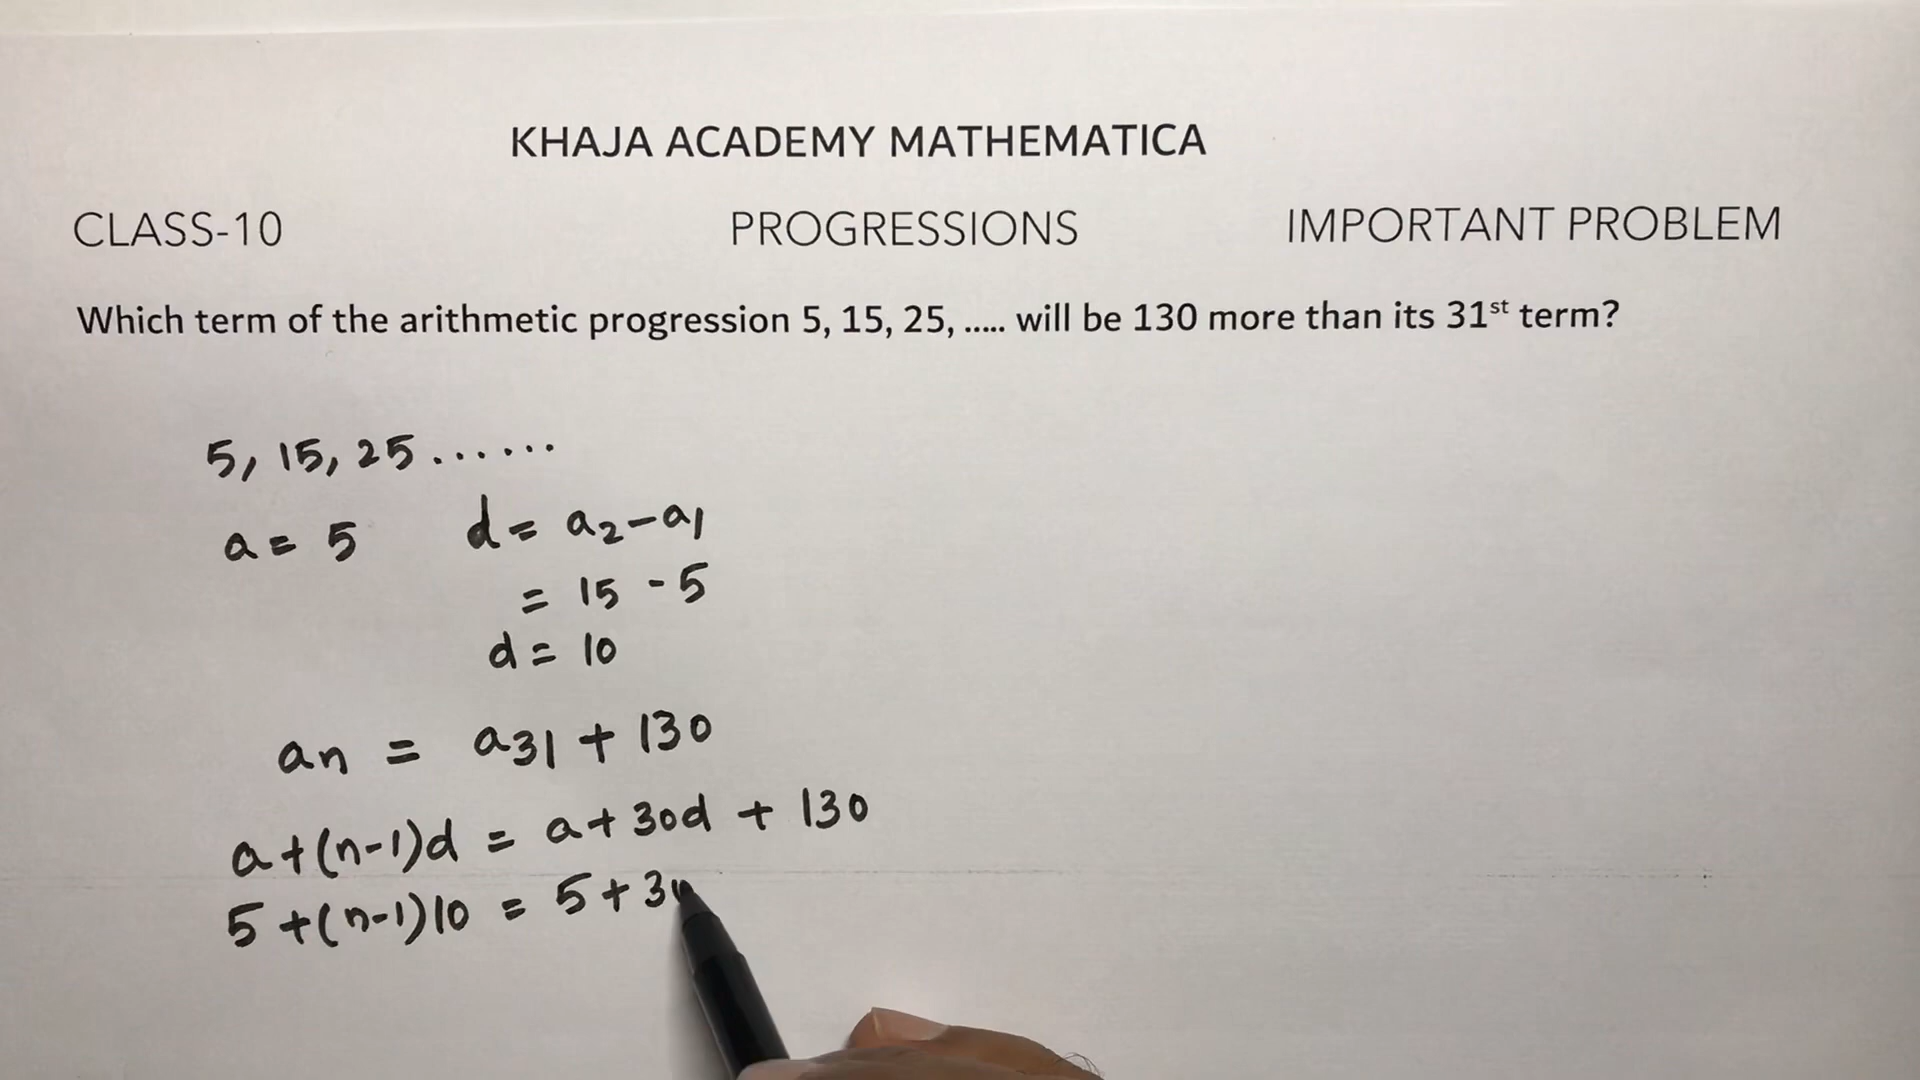 KHAJA ACADEMY MATHEMATICA
CLASS-10 PROGRESSIONS IMPORTANT PROBLEM
Which term of the arithmetic progression 5, 15, 25, ..... will be 130 more than its 31st term?
5, 15, 25 ......
a = 5 d = a2 - a1
= 15 - 5
d = 10
an = a31 + 130
a + (n-1)d = a + 30d + 130
5 + (n-1)10 = 5 + 3